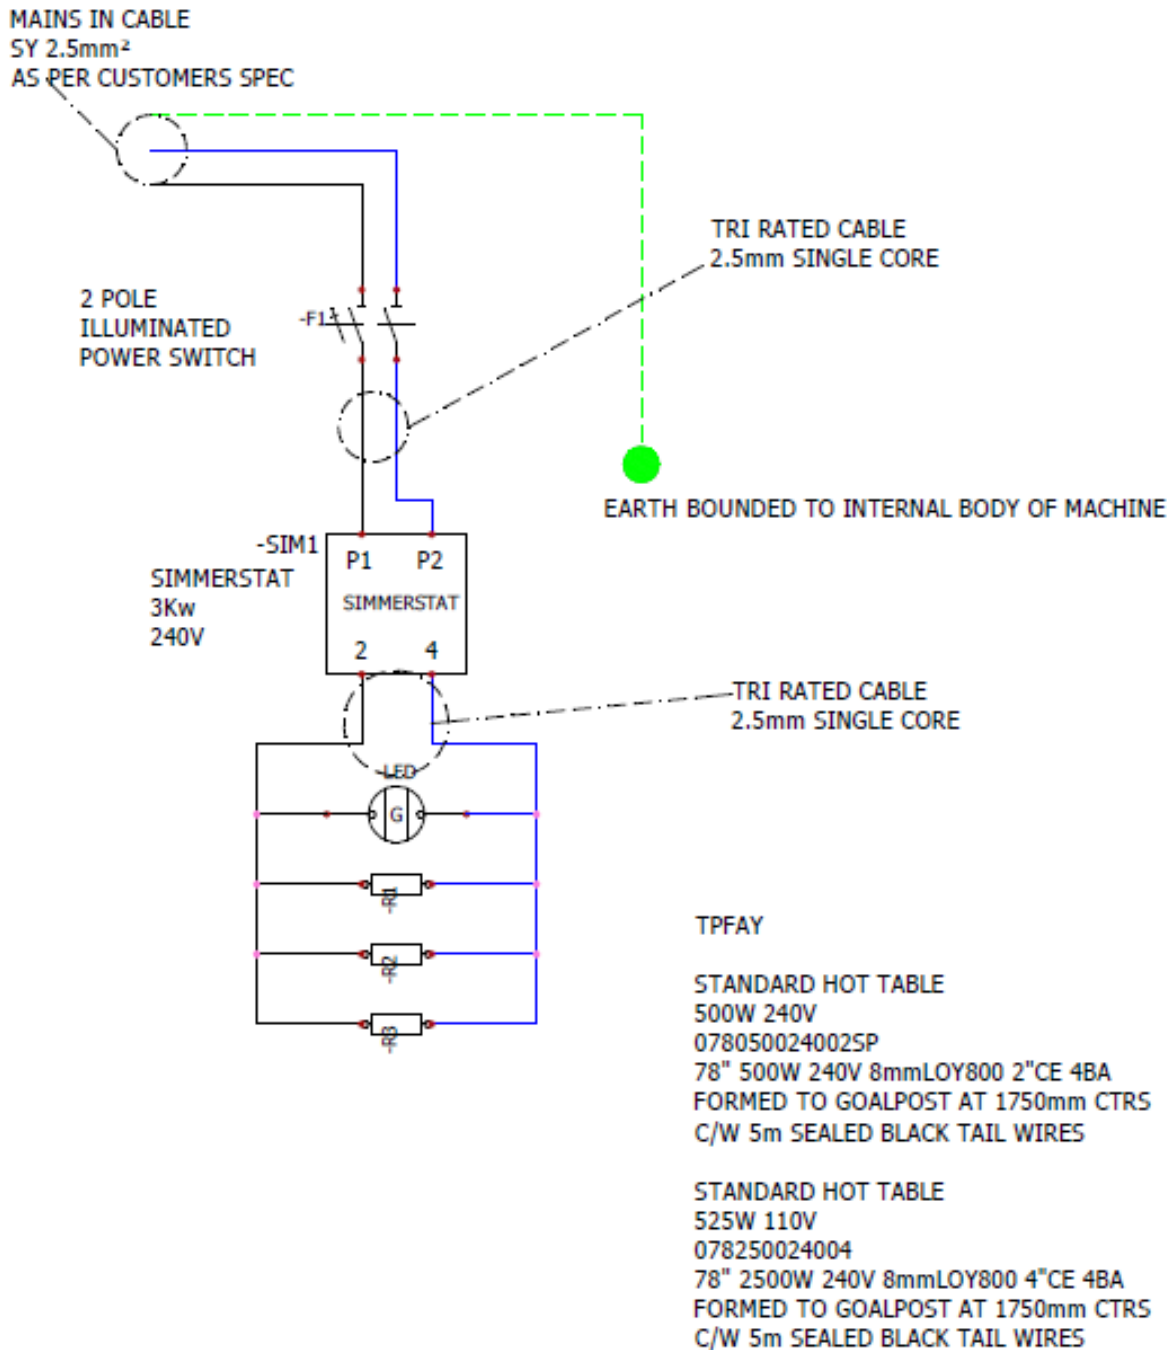 MAINS IN CABLE
SY 2.5mm²
AS PER CUSTOMERS SPEC
TRI RATED CABLE
2.5mm SINGLE CORE
2 POLE
ILLUMINATED
POWER SWITCH
-F1
EARTH BOUNDED TO INTERNAL BODY OF MACHINE
-SIM1
SIMMERSTAT
3Kw
240V
P1 P2
SIMMERSTAT
2 4
TRI RATED CABLE
2.5mm SINGLE CORE
LED
G
-R1
-R2
-R3
TPFAY
STANDARD HOT TABLE
500W 240V
078050024002SP
78" 500W 240V 8mmLOY800 2"CE 4BA
FORMED TO GOALPOST AT 1750mm CTRS
C/W 5m SEALED BLACK TAIL WIRES
STANDARD HOT TABLE
525W 110V
078250024004
78" 2500W 240V 8mmLOY800 4"CE 4BA
FORMED TO GOALPOST AT 1750mm CTRS
C/W 5m SEALED BLACK TAIL WIRES